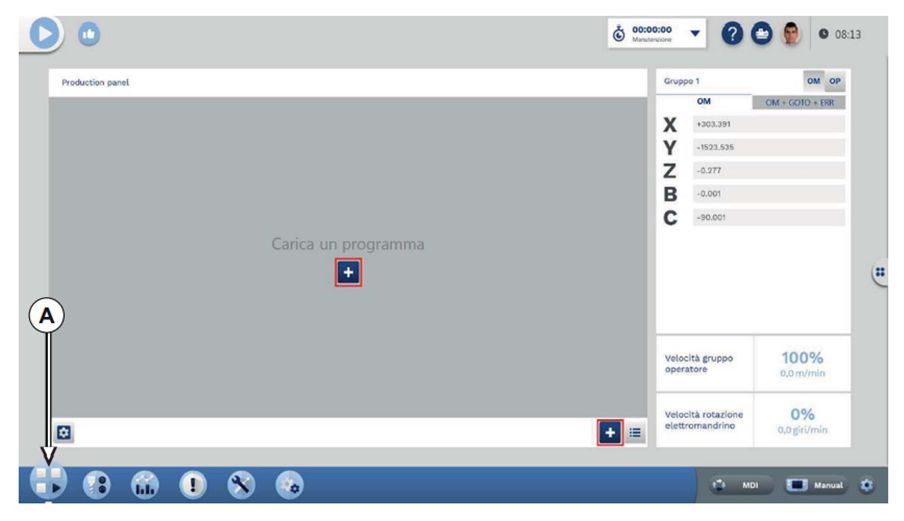 00:00:00
Manutenzione
?
08:13
Production panel
Gruppo 1
OM OP
OM
OM + GOTO + ERR
X +303.391
Y -1523.535
Z -0.277
B -0.001
C -90.001
Carica un programma
+
A
Velocità gruppo
operatore
100%
0,0 m/min
Velocità rotazione
elettromandrino
0%
0,0 giri/min
+
!
MDI
Manual